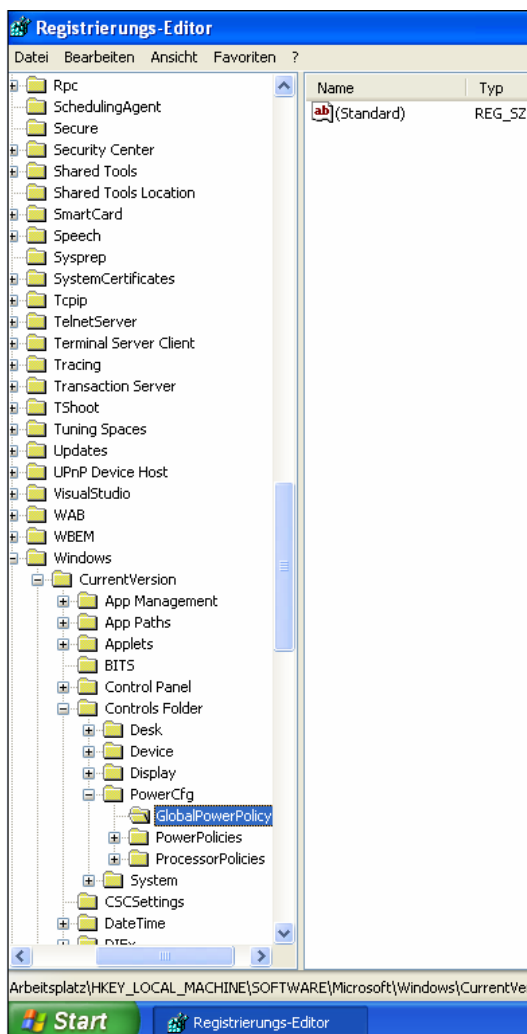 Registrierungs-Editor
Datei Bearbeiten Ansicht Favoriten ?
Rpc
SchedulingAgent
Secure
Security Center
Shared Tools
Shared Tools Location
SmartCard
Speech
Sysprep
SystemCertificates
Tcpip
TelnetServer
Terminal Server Client
Tracing
Transaction Server
TShoot
Tuning Spaces
Updates
UPnP Device Host
VisualStudio
WAB
WBEM
Windows
CurrentVersion
App Management
App Paths
Applets
BITS
Control Panel
Controls Folder
Desk
Device
Display
PowerCfg
GlobalPowerPolicy
PowerPolicies
ProcessorPolicies
System
CSCSettings
DateTime
Name Typ
ab (Standard) REG_SZ
Arbeitsplatz\HKEY_LOCAL_MACHINE\SOFTWARE\Microsoft\Windows\CurrentVe
Start Registrierungs-Editor